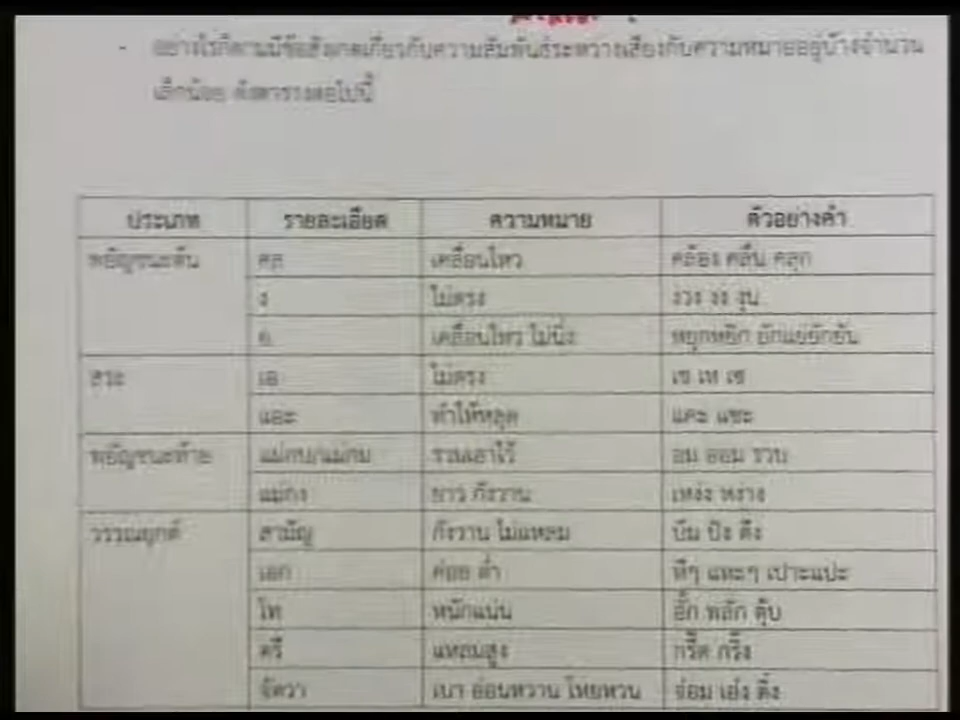 - อย่างไรก็ตามมีข้อสังเกตเกี่ยวกับความสัมพันธ์ระหว่างเสียงกับความหมายอยู่บ้างจำนวน
เล็กน้อย ดังตารางต่อไปนี้
ประเภท รายละเอียด ความหมาย ตัวอย่างคำ
พยัญชนะต้น คล เคลื่อนไหว คล้อง คลื่น คลุก
ง ไม่ตรง งวง งอ งุ้ม
ย เคลื่อนไหว ไม่นิ่ง หยุกหยิก ยักแย่ยักยัน
สระ เอ ไม่ตรง เข เท เซ
แอะ ทำให้หลุด แคะ แซะ
พยัญชนะท้าย แม่กบ/แม่กม รวมเอาไว้ อม ออม รวบ
แม่กง ยาว กังวาน เหง่ง หง่าง
วรรณยุกต์ สามัญ กังวาน ไม่แหลม ปัง ตึง
เอก ค่อย ต่ำ หึๆ แหะๆ เปาะแปะ
โท หนักแน่น อั้ก พลั่ก ตุ้บ
ตรี แหลมสูง กรี๊ด กริ๊ง
จัตวา เบา อ่อนหวาน โหยหวน